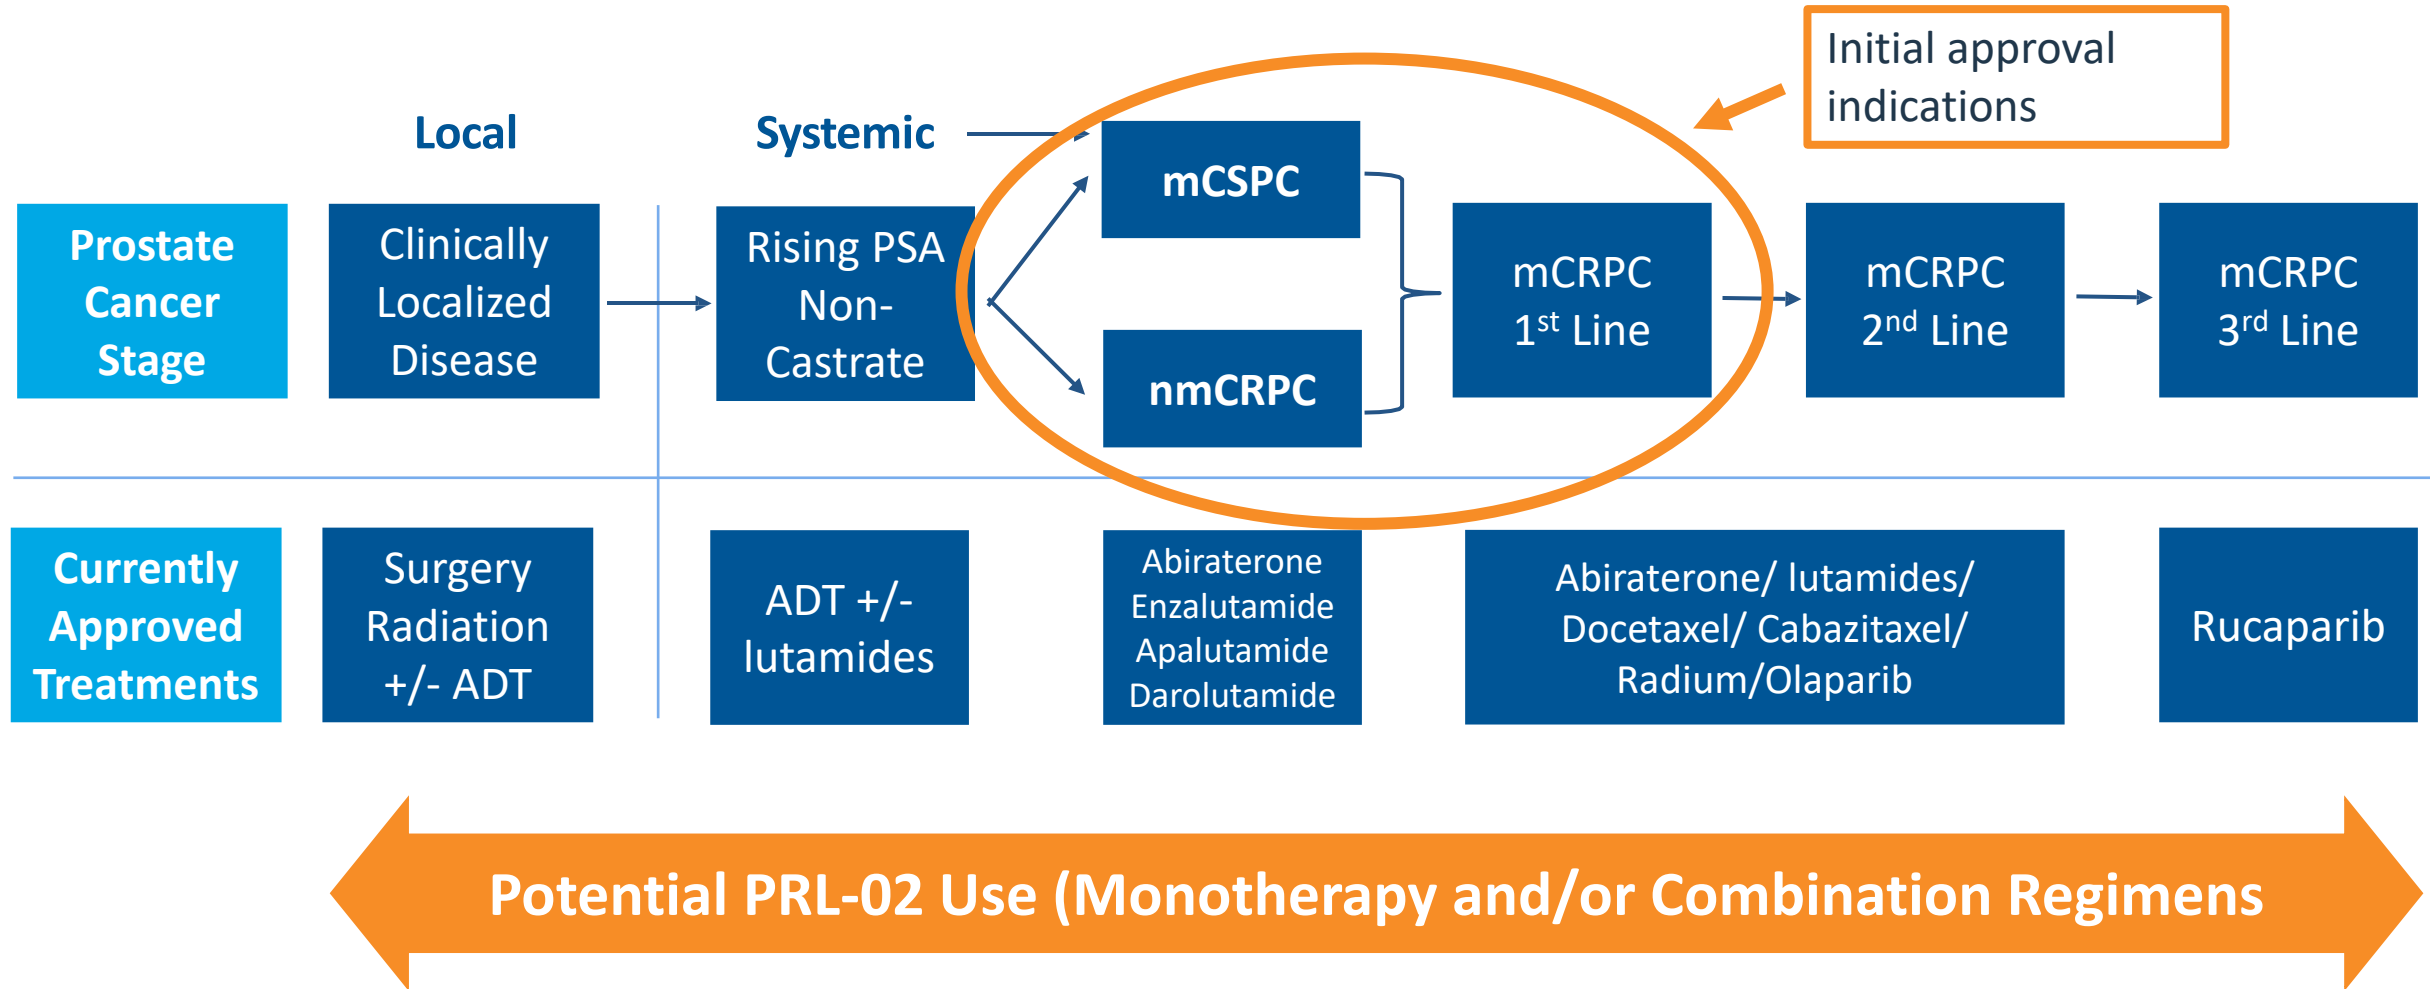 Initial approval
indications
Local
Systemic
Prostate
Cancer
Stage
Clinically
Localized
Disease
Rising PSA
Non-
Castrate
mCSPC
nmCRPC
mCRPC
1st Line
mCRPC
2nd Line
mCRPC
3rd Line
Currently
Approved
Treatments
Surgery
Radiation
+/- ADT
ADT +/-
lutamides
Abiraterone
Enzalutamide
Apalutamide
Darolutamide
Abiraterone/ lutamides/
Docetaxel/ Cabazitaxel/
Radium/Olaparib
Rucaparib
Potential PRL-02 Use (Monotherapy and/or Combination Regimens